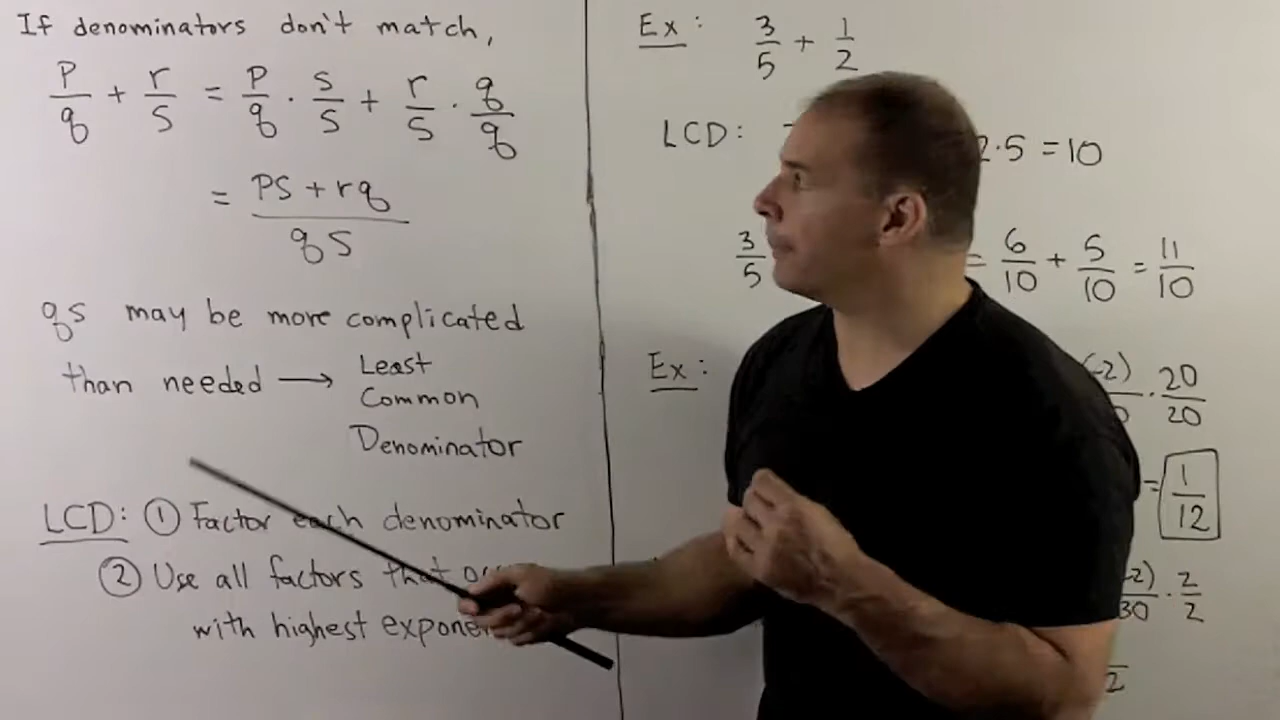 If denominators don't match,
p/q + r/s = p/q · s/s + r/s · q/q
= ps + rq / qs
qs may be more complicated
than needed → Least
Common
Denominator
LCD: ① Factor each denominator
② Use all factors that
with highest
Ex: 3/5 + 1/2
LCD: 2·5 = 10
3/5 = 6/10 + 5/10 = 11/10
Ex: (-2) · 20/20
= 1/12
-2)/30 · 2/2
2